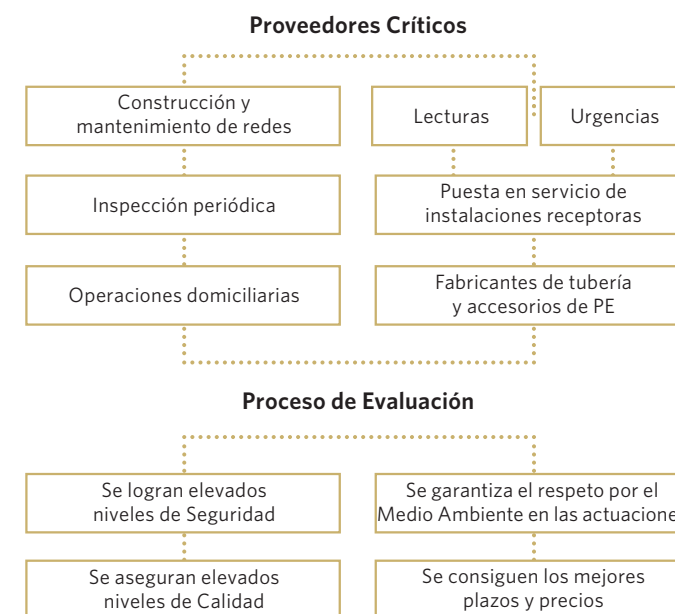 Proveedores Críticos
Construcción y
mantenimiento de redes
Lecturas
Urgencias
Inspección periódica
Puesta en servicio de
instalaciones receptoras
Operaciones domiciliarias
Fabricantes de tubería
y accesorios de PE
Proceso de Evaluación
Se logran elevados
niveles de Seguridad
Se garantiza el respeto por el
Medio Ambiente en las actuacione
Se aseguran elevados
niveles de Calidad
Se consiguen los mejores
plazos y precios